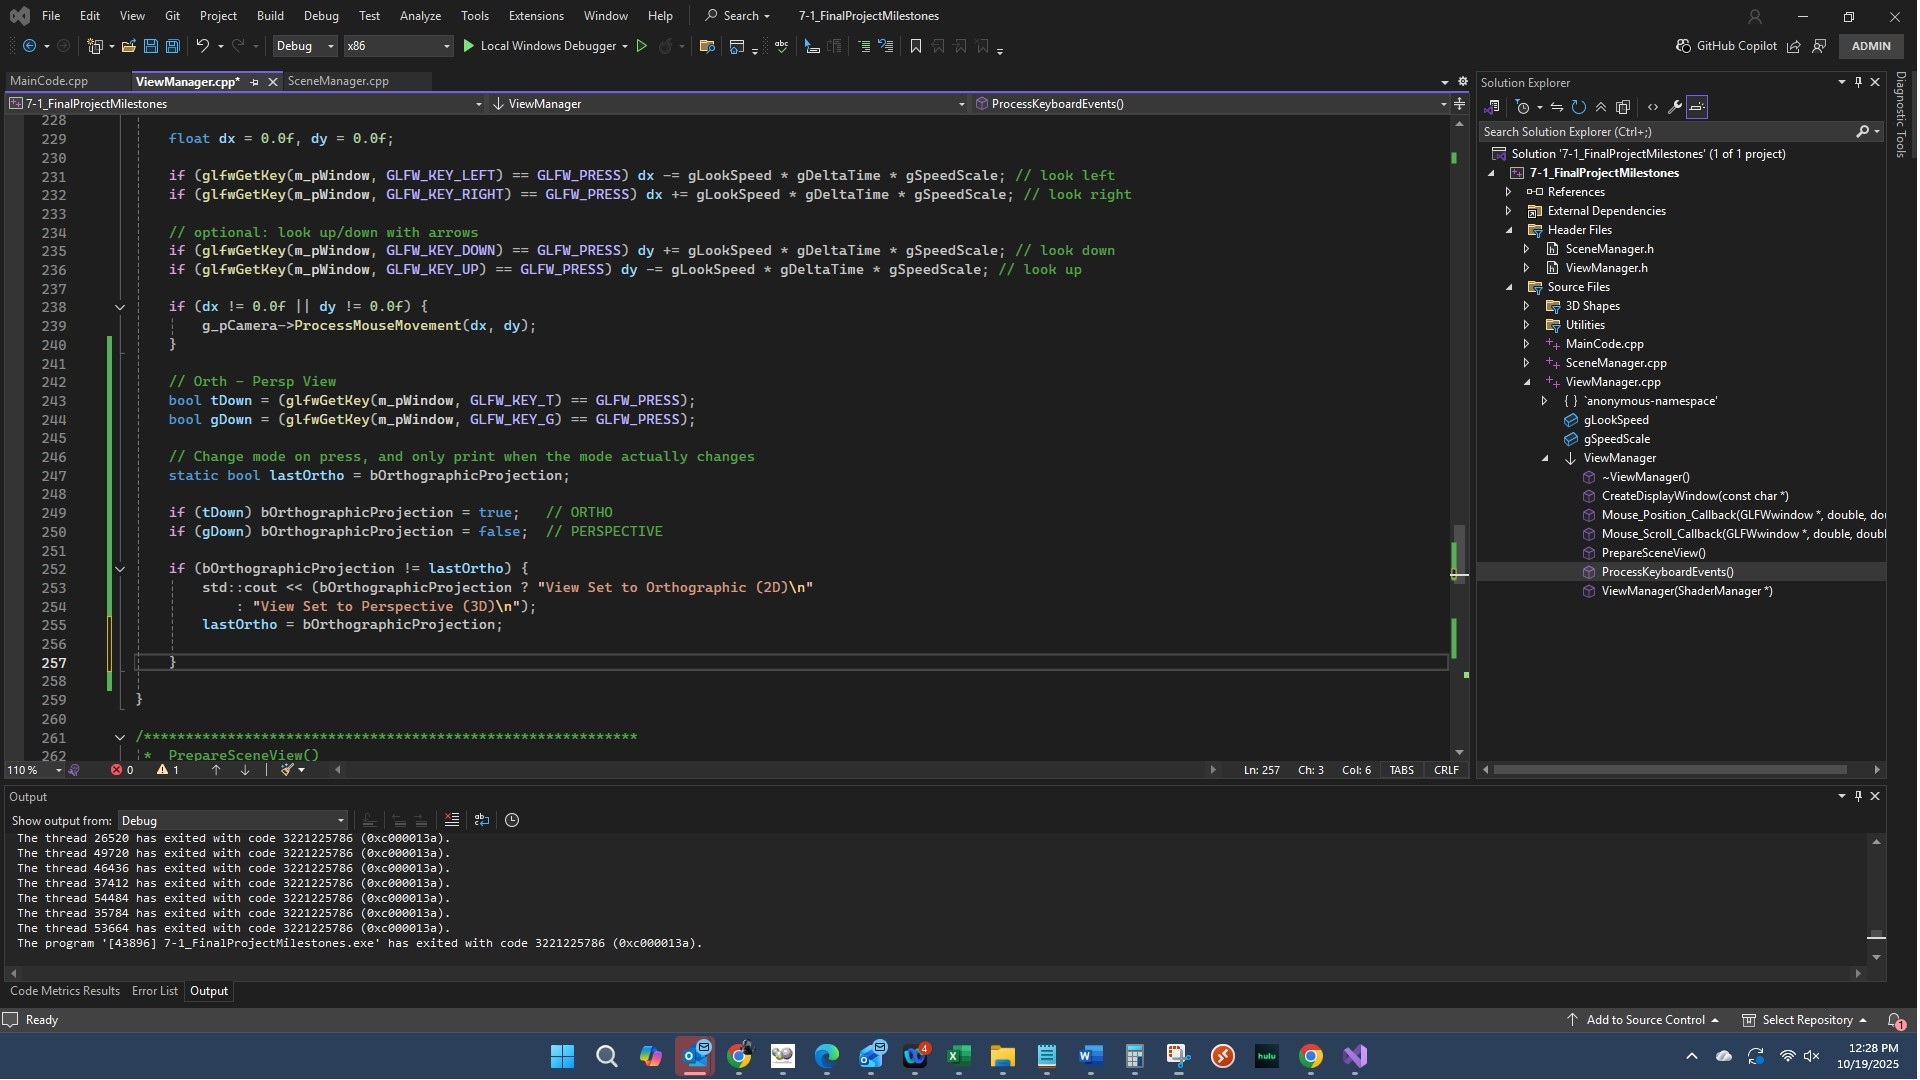 File Edit View Git Project Build Debug Test Analyze Tools Extensions Window Help Search 7-1_FinalProjectMilestones
Debug x86 Local Windows Debugger GitHub Copilot ADMIN
MainCode.cpp ViewManager.cpp* SceneManager.cpp
7-1_FinalProjectMilestones ViewManager ProcessKeyboardEvents()
228
229 float dx = 0.0f, dy = 0.0f;
230
231 if (glfwGetKey(m_pWindow, GLFW_KEY_LEFT) == GLFW_PRESS) dx -= gLookSpeed * gDeltaTime * gSpeedScale; // look left
232 if (glfwGetKey(m_pWindow, GLFW_KEY_RIGHT) == GLFW_PRESS) dx += gLookSpeed * gDeltaTime * gSpeedScale; // look right
233
234 // optional: look up/down with arrows
235 if (glfwGetKey(m_pWindow, GLFW_KEY_DOWN) == GLFW_PRESS) dy += gLookSpeed * gDeltaTime * gSpeedScale; // look down
236 if (glfwGetKey(m_pWindow, GLFW_KEY_UP) == GLFW_PRESS) dy -= gLookSpeed * gDeltaTime * gSpeedScale; // look up
237
238 if (dx != 0.0f || dy != 0.0f) {
239 g_pCamera->ProcessMouseMovement(dx, dy);
240 }
241
242 // Orth - Persp View
243 bool tDown = (glfwGetKey(m_pWindow, GLFW_KEY_T) == GLFW_PRESS);
244 bool gDown = (glfwGetKey(m_pWindow, GLFW_KEY_G) == GLFW_PRESS);
245
246 // Change mode on press, and only print when the mode actually changes
247 static bool lastOrtho = bOrthographicProjection;
248
249 if (tDown) bOrthographicProjection = true; // ORTHO
250 if (gDown) bOrthographicProjection = false; // PERSPECTIVE
251
252 if (bOrthographicProjection != lastOrtho) {
253 std::cout << (bOrthographicProjection ? "View Set to Orthographic (2D)\n"
254 : "View Set to Perspective (3D)\n");
255 lastOrtho = bOrthographicProjection;
256
257 }
258
259 }
260
261 /************************************************************
262 * PrepareSceneView()
110 % 0 1 Ln: 257 Ch: 3 Col: 6 TABS CRLF
Solution Explorer
Search Solution Explorer (Ctrl+;)
Solution '7-1_FinalProjectMilestones' (1 of 1 project)
7-1_FinalProjectMilestones
References
External Dependencies
Header Files
SceneManager.h
ViewManager.h
Source Files
3D Shapes
Utilities
MainCode.cpp
SceneManager.cpp
ViewManager.cpp
{ } `anonymous-namespace'
gLookSpeed
gSpeedScale
ViewManager
~ViewManager()
CreateDisplayWindow(const char *)
Mouse_Position_Callback(GLFWwindow *, double, dou
Mouse_Scroll_Callback(GLFWwindow *, double, doubl
PrepareSceneView()
ProcessKeyboardEvents()
ViewManager(ShaderManager *)
Diagnostic Tools
Output
Show output from: Debug
The thread 26520 has exited with code 3221225786 (0xc000013a).
The thread 49720 has exited with code 3221225786 (0xc000013a).
The thread 46436 has exited with code 3221225786 (0xc000013a).
The thread 37412 has exited with code 3221225786 (0xc000013a).
The thread 54484 has exited with code 3221225786 (0xc000013a).
The thread 35784 has exited with code 3221225786 (0xc000013a).
The thread 53664 has exited with code 3221225786 (0xc000013a).
The program '[43896] 7-1_FinalProjectMilestones.exe' has exited with code 3221225786 (0xc000013a).
Code Metrics Results Error List Output
Ready Add to Source Control Select Repository 1
4 hulu 12:28 PM
10/19/2025